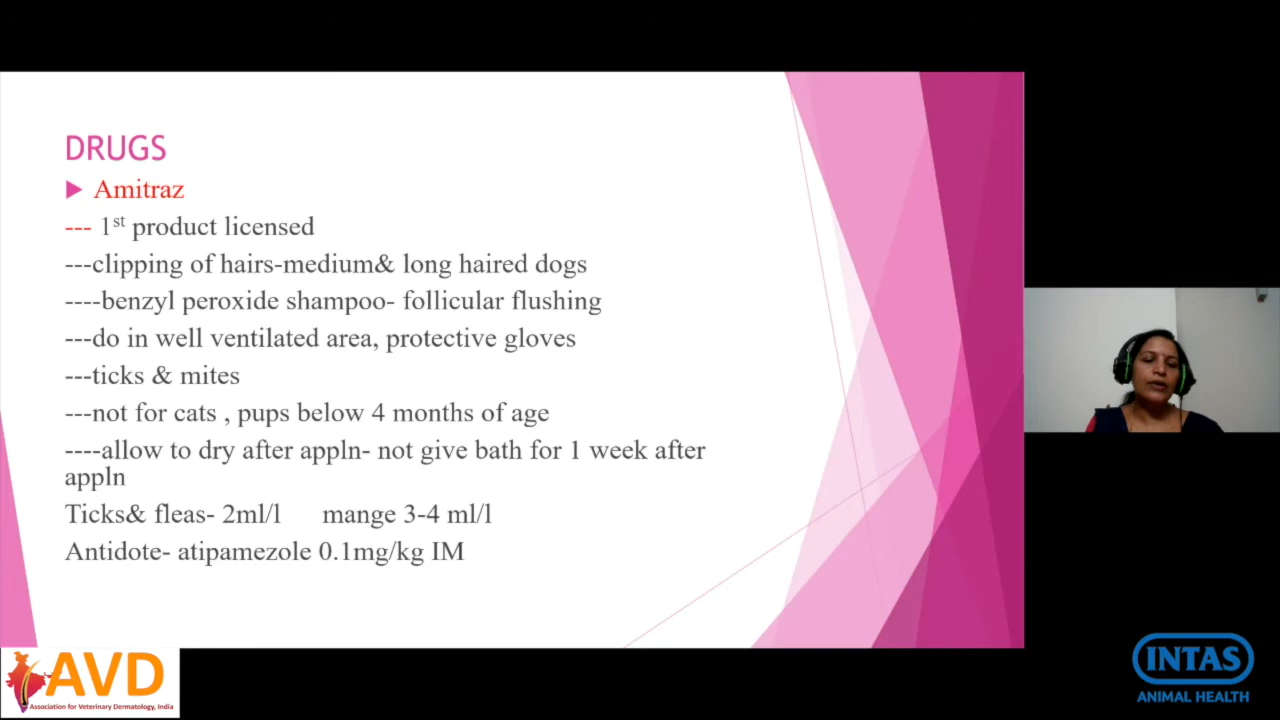 DRUGS
Amitraz
--- 1st product licensed
---clipping of hairs-medium& long haired dogs
----benzyl peroxide shampoo- follicular flushing
---do in well ventilated area, protective gloves
---ticks & mites
---not for cats , pups below 4 months of age
----allow to dry after appln- not give bath for 1 week after
appln
Ticks& fleas- 2ml/l mange 3-4 ml/l
Antidote- atipamezole 0.1mg/kg IM
AVD
Association for Veterinary Dermatology, India
INTAS
ANIMAL HEALTH